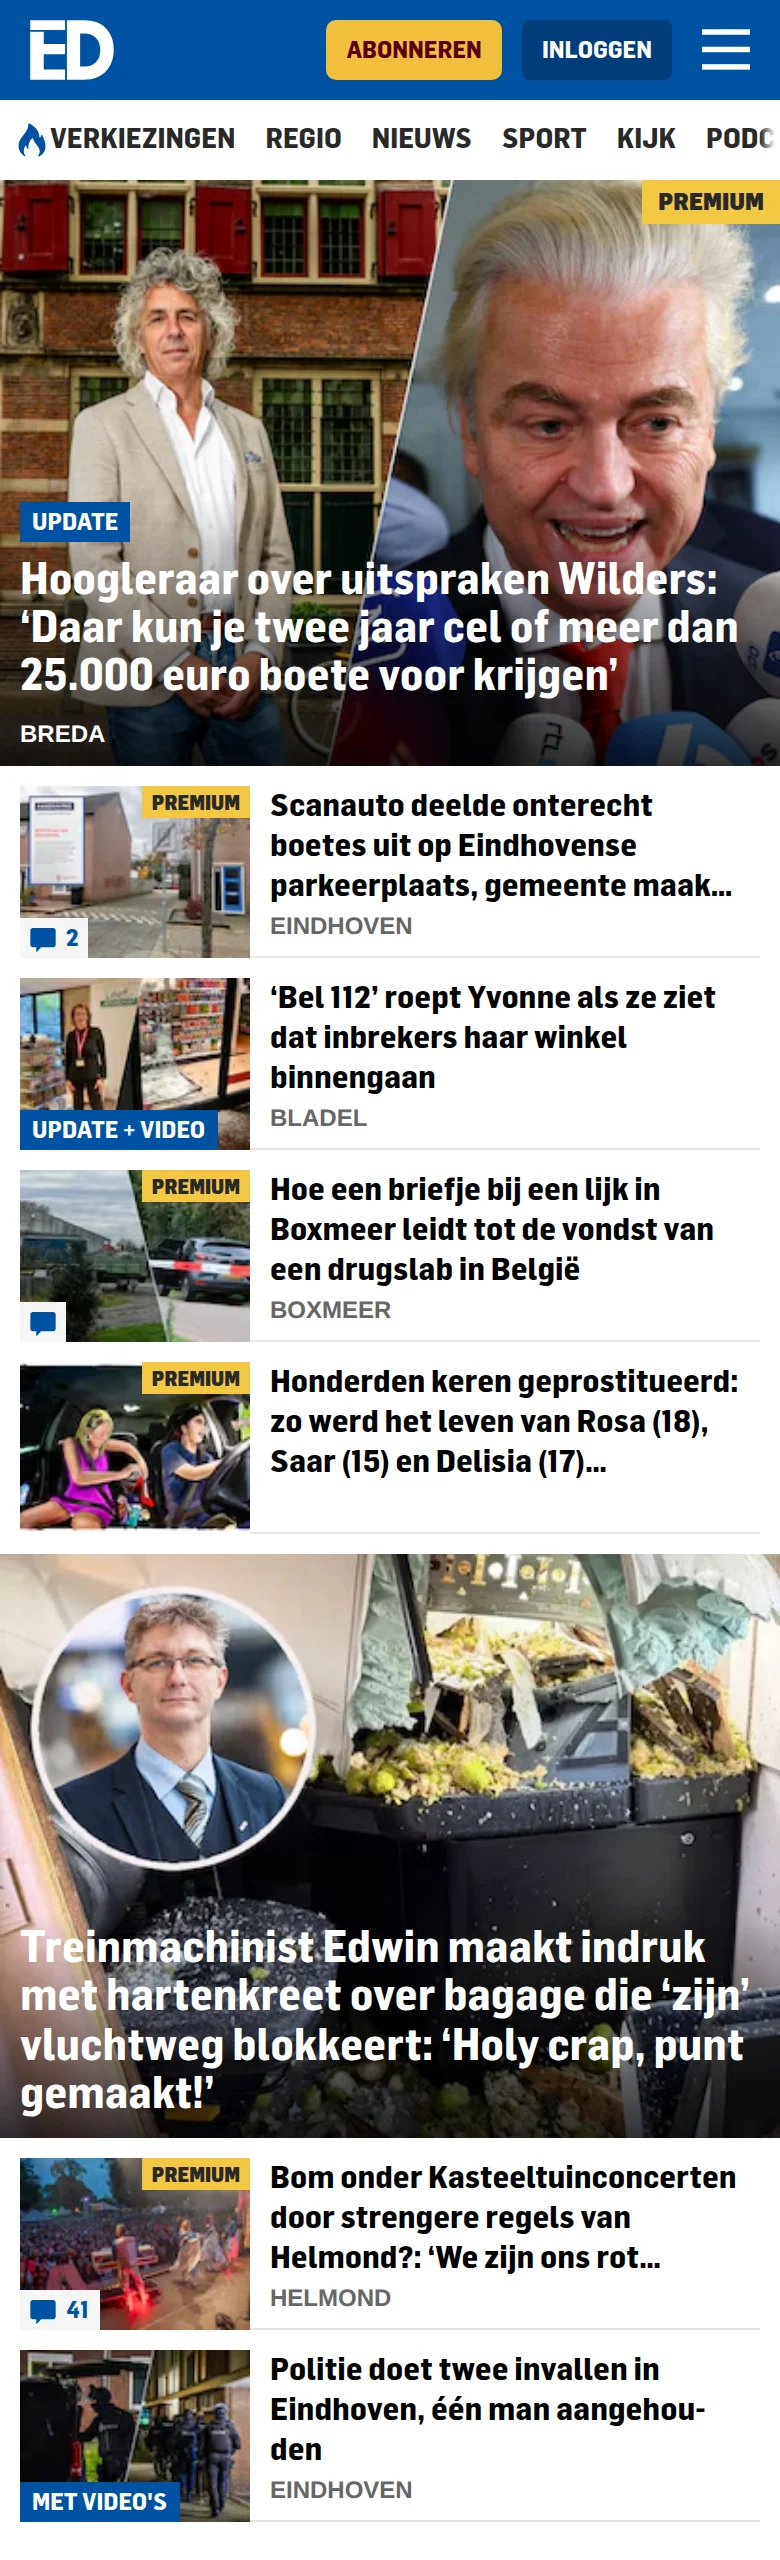 ED
ABONNEREN
INLOGGEN
VERKIEZINGEN REGIO NIEUWS SPORT KIJK PODC
PREMIUM
UPDATE
Hoogleraar over uitspraken Wilders:
‘Daar kun je twee jaar cel of meer dan
25.000 euro boete voor krijgen’
BREDA
PREMIUM
2
Scanauto deelde onterecht
boetes uit op Eindhovense
parkeerplaats, gemeente maak...
EINDHOVEN
UPDATE + VIDEO
‘Bel 112’ roept Yvonne als ze ziet
dat inbrekers haar winkel
binnengaan
BLADEL
PREMIUM
Hoe een briefje bij een lijk in
Boxmeer leidt tot de vondst van
een drugslab in België
BOXMEER
PREMIUM
Honderden keren geprostitueerd:
zo werd het leven van Rosa (18),
Saar (15) en Delisia (17)...
Treinmachinist Edwin maakt indruk
met hartenkreet over bagage die ‘zijn’
vluchtweg blokkeert: ‘Holy crap, punt
gemaakt!’
PREMIUM
41
Bom onder Kasteeltuinconcerten
door strengere regels van
Helmond?: ‘We zijn ons rot...
HELMOND
MET VIDEO'S
Politie doet twee invallen in
Eindhoven, één man aangehou-
den
EINDHOVEN